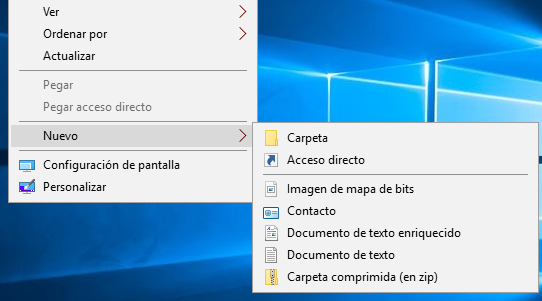 Ver
Ordenar por
Actualizar
Pegar
Pegar acceso directo
Nuevo
Configuración de pantalla
Personalizar
Carpeta
Acceso directo
Imagen de mapa de bits
Contacto
Documento de texto enriquecido
Documento de texto
Carpeta comprimida (en zip)